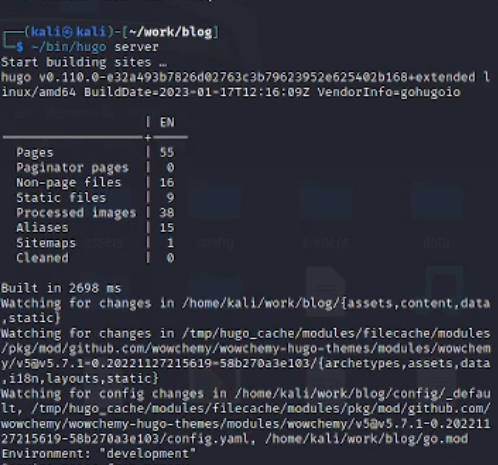 ┌──(kali㉿kali)-[~/work/blog]
└─$ ~/bin/hugo server
Start building sites …
hugo v0.110.0-e32a493b7826d02763c3b79623952e625402b168+extended l
inux/amd64 BuildDate=2023-01-17T12:16:09Z VendorInfo=gohugoio
| EN
Pages | 55
Paginator pages | 0
Non-page files | 16
Static files | 9
Processed images | 38
Aliases | 15
Sitemaps | 1
Cleaned | 0
Built in 2698 ms
Watching for changes in /home/kali/work/blog/{assets,content,data
,static}
Watching for changes in /tmp/hugo_cache/modules/filecache/modules
/pkg/mod/github.com/wowchemy/wowchemy-hugo-themes/modules/wowchem
y/v5@v5.7.1-0.20221127215619-58b270a3e103/{archetypes,assets,data
,i18n,layouts,static}
Watching for config changes in /home/kali/work/blog/config/_defau
lt, /tmp/hugo_cache/modules/filecache/modules/pkg/mod/github.com/
wowchemy/wowchemy-hugo-themes/modules/wowchemy/v5@v5.7.1-0.202211
27215619-58b270a3e103/config.yaml, /home/kali/work/blog/go.mod
Environment: "development"